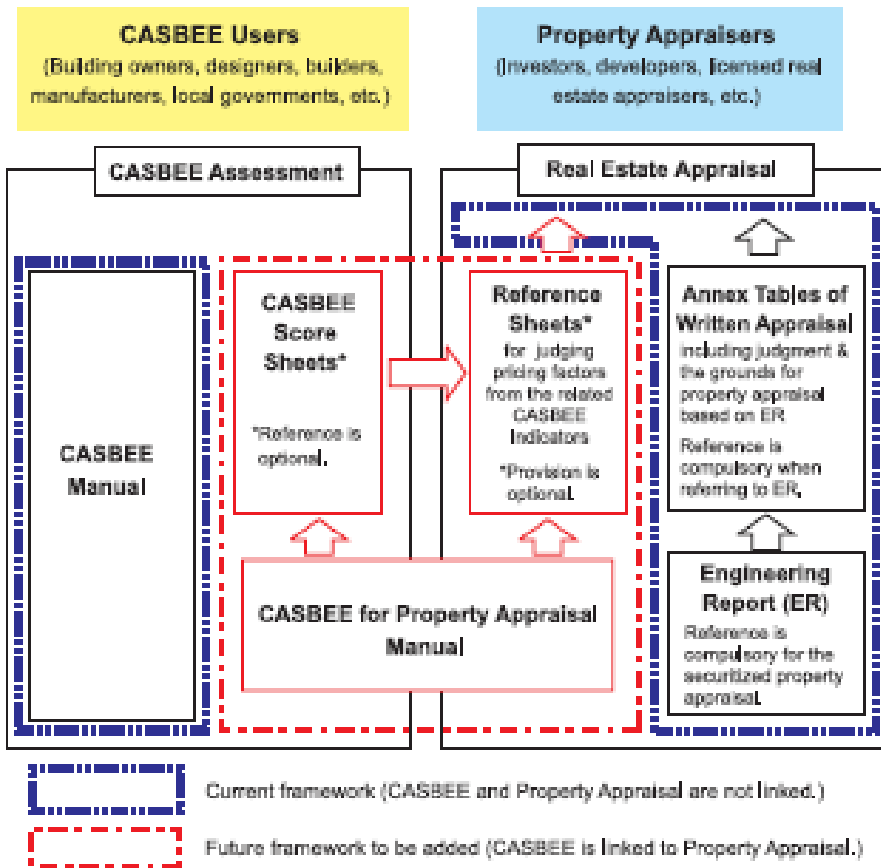 CASBEE Users
(Building owners, designers, builders,
manufacturers, local governments, etc.)
Property Appraisers
(Investors, developers, licensed real
estate appraisers, etc.)
CASBEE Assessment
Real Estate Appraisal
CASBEE
Manual
CASBEE
Score
Sheets*
*Reference is
optional.
Reference
Sheets*
for judging
pricing factors
from the related
CASBEE
Indicators
*Provision is
optional.
Annex Tables of
Written Appraisal
including judgment &
the grounds for
property appraisal
based on ER
Reference is
compulsory when
referring to ER.
CASBEE for Property Appraisal
Manual
Engineering
Report (ER)
Reference is
compulsory for the
securitized property
appraisal.
Current framework (CASBEE and Property Appraisal are not linked.)
Future framework to be added (CASBEE is linked to Property Appraisal.)